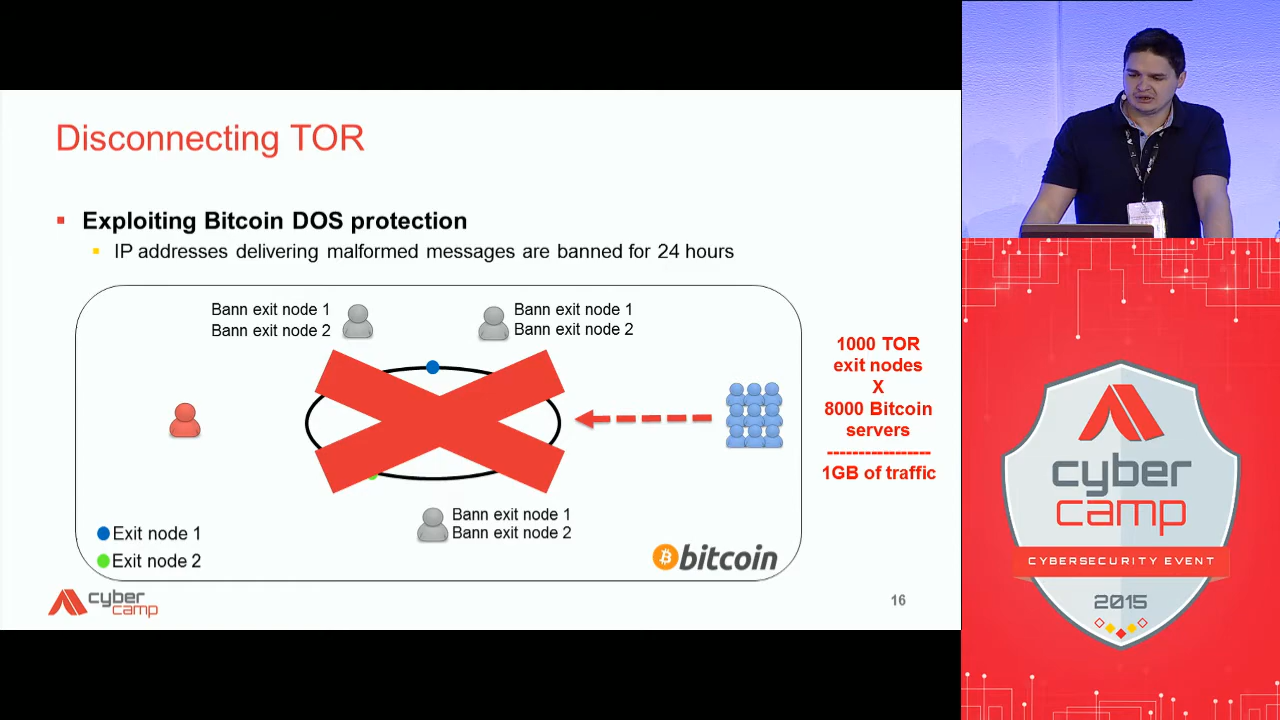 Disconnecting TOR
Exploiting Bitcoin DOS protection
IP addresses delivering malformed messages are banned for 24 hours
Bann exit node 1
Bann exit node 2
Bann exit node 1
Bann exit node 2
1000 TOR
exit nodes
X
8000 Bitcoin
servers
-----------------
1GB of traffic
Bann exit node 1
Bann exit node 2
Exit node 1
Exit node 2
bitcoin
cyber
camp
16
cyber
camp
CYBERSECURITY EVENT
2015